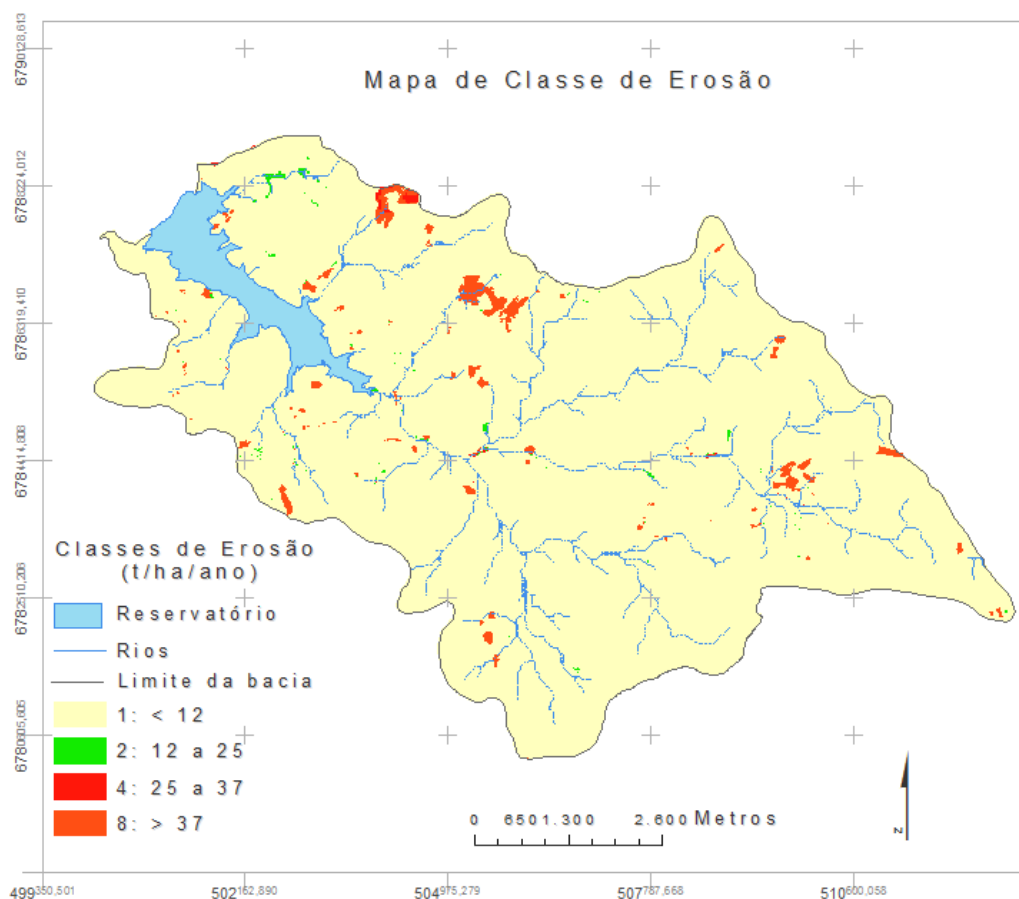 Mapa de Classe de Erosão
6790128,613
6788224,012
6786319,410
6784414,808
6782510,206
6780605,605
Classes de Erosão
(t/ha/ano)
Reservatório
Rios
Limite da bacia
1: < 12
2: 12 a 25
4: 25 a 37
8: > 37
0 6501.300 2.600 Metros
N
499350,501 502162,890 504975,279 507787,668 510600,058